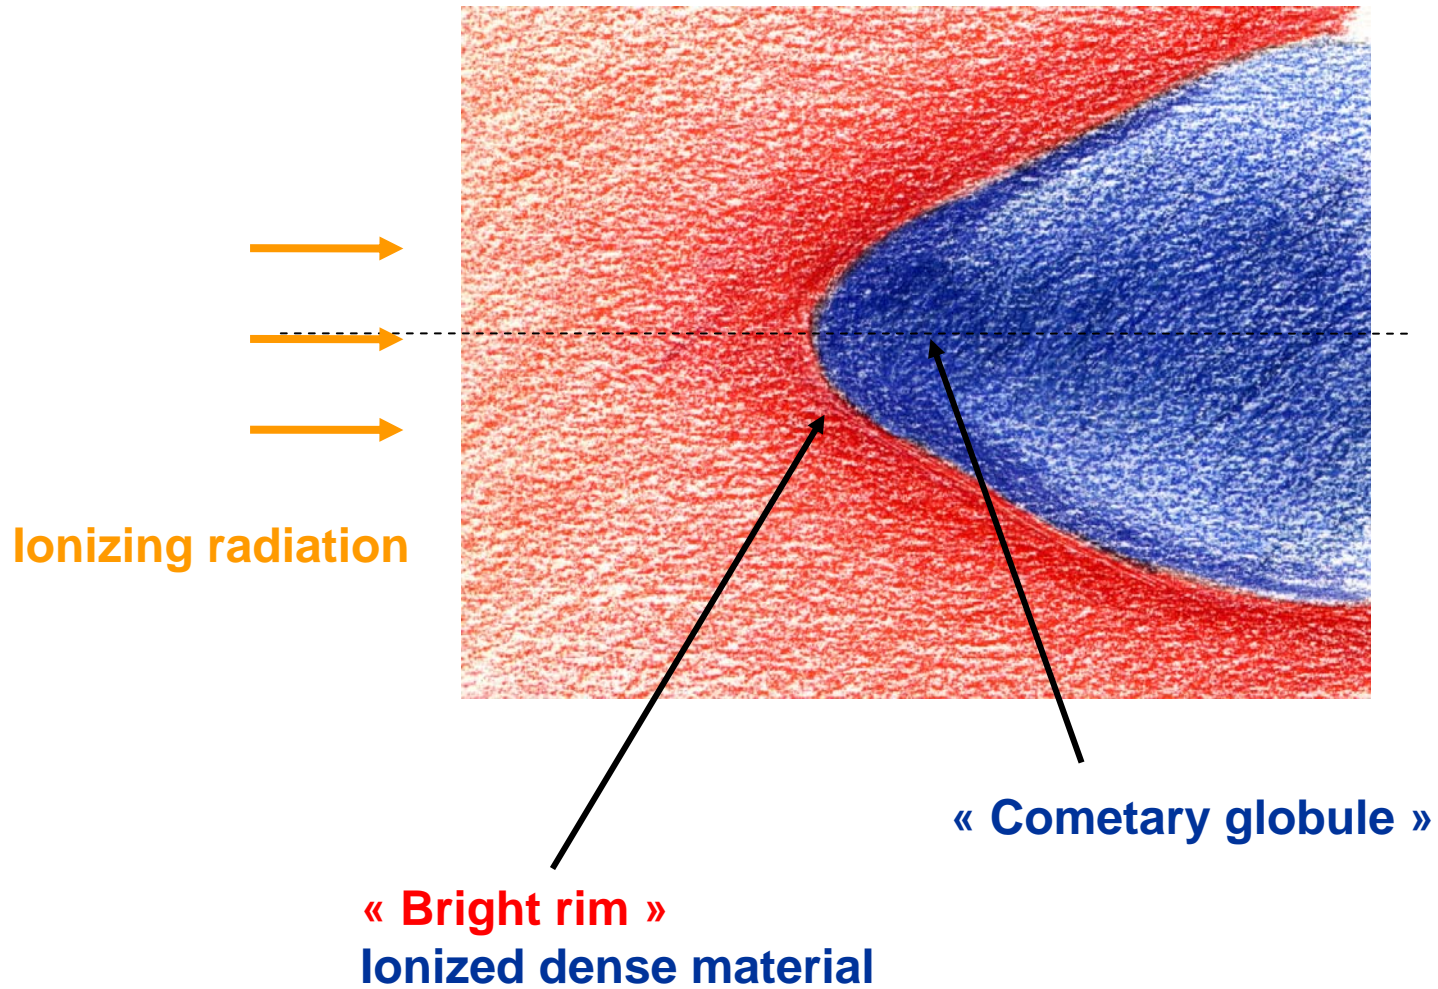 Ionizing radiation
« Cometary globule »
« Bright rim »
Ionized dense material